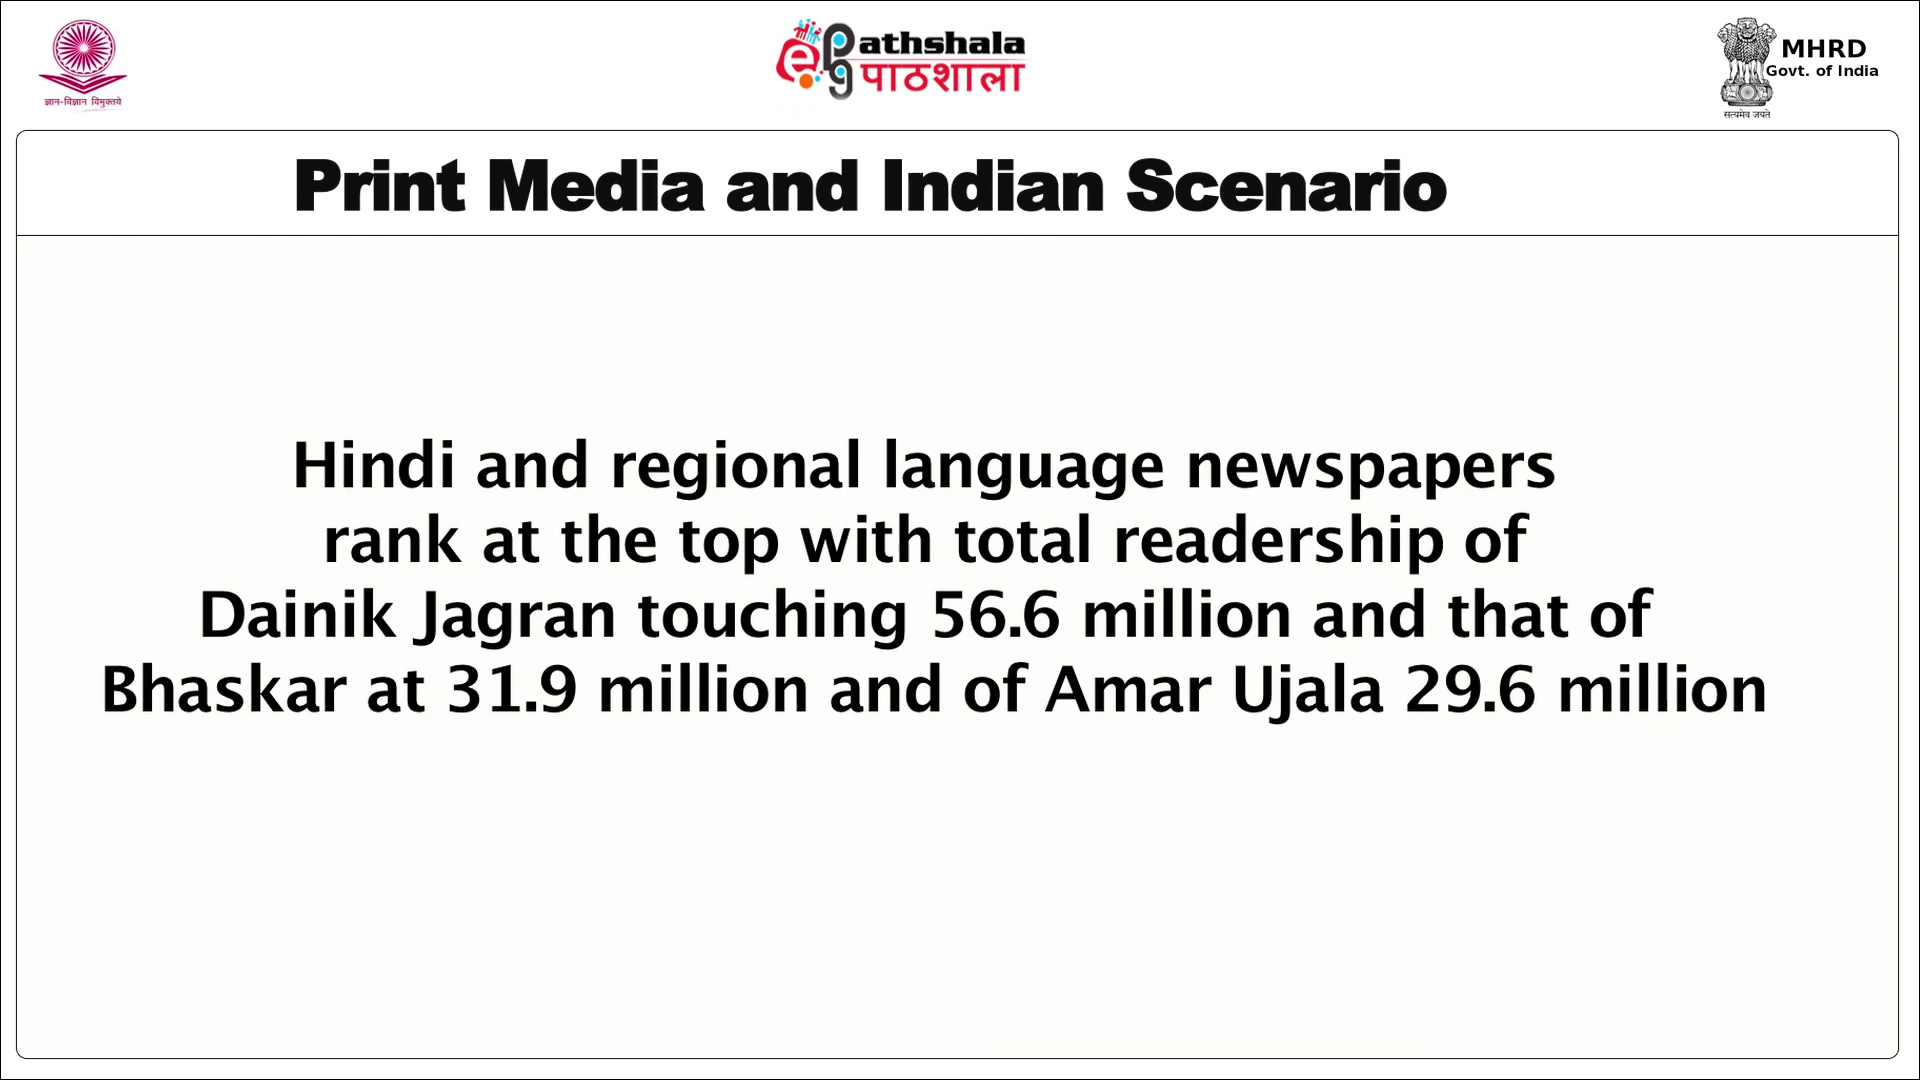 ज्ञान-विज्ञान विमुक्तये
ePG athshala
पाठशाला
MHRD
Govt. of India
सत्यमेव जयते
Print Media and Indian Scenario
Hindi and regional language newspapers
rank at the top with total readership of
Dainik Jagran touching 56.6 million and that of
Bhaskar at 31.9 million and of Amar Ujala 29.6 million